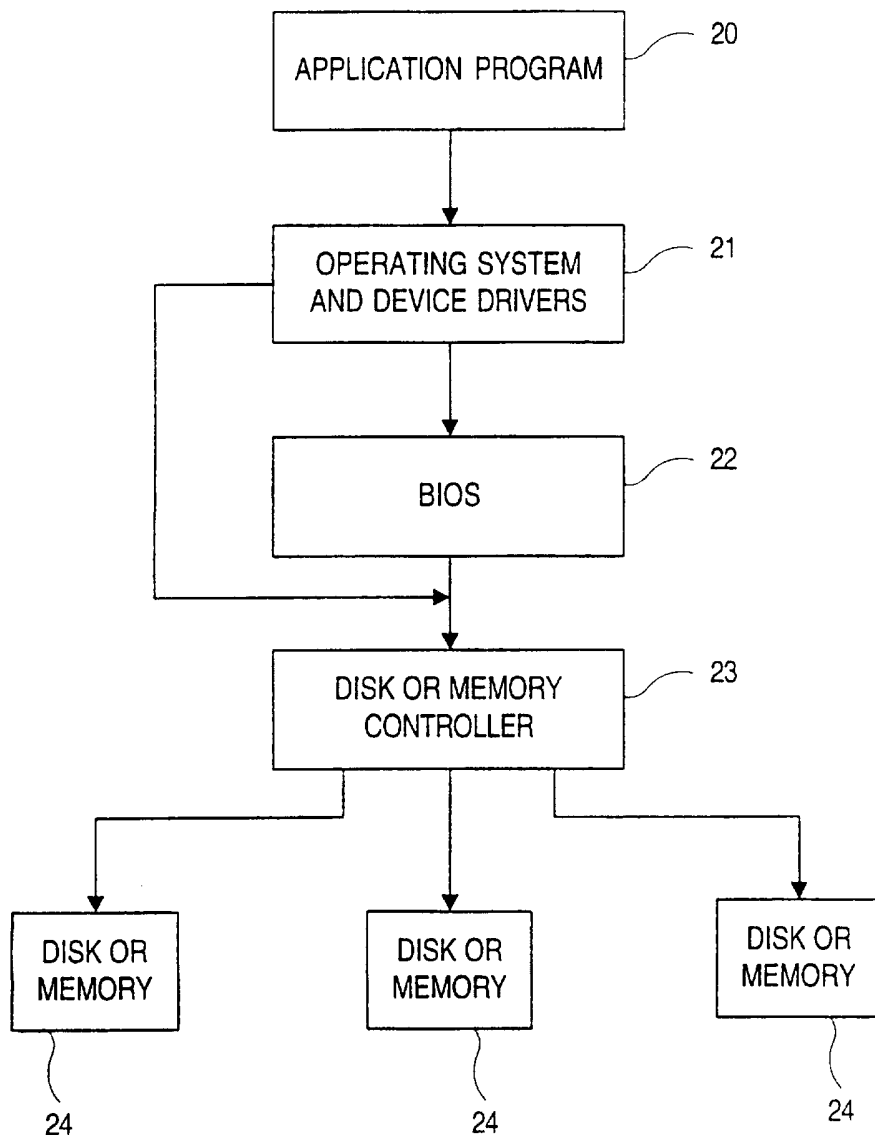 APPLICATION PROGRAM
20
OPERATING SYSTEM
AND DEVICE DRIVERS
21
BIOS
22
DISK OR MEMORY
CONTROLLER
23
DISK OR
MEMORY
24
DISK OR
MEMORY
24
DISK OR
MEMORY
24